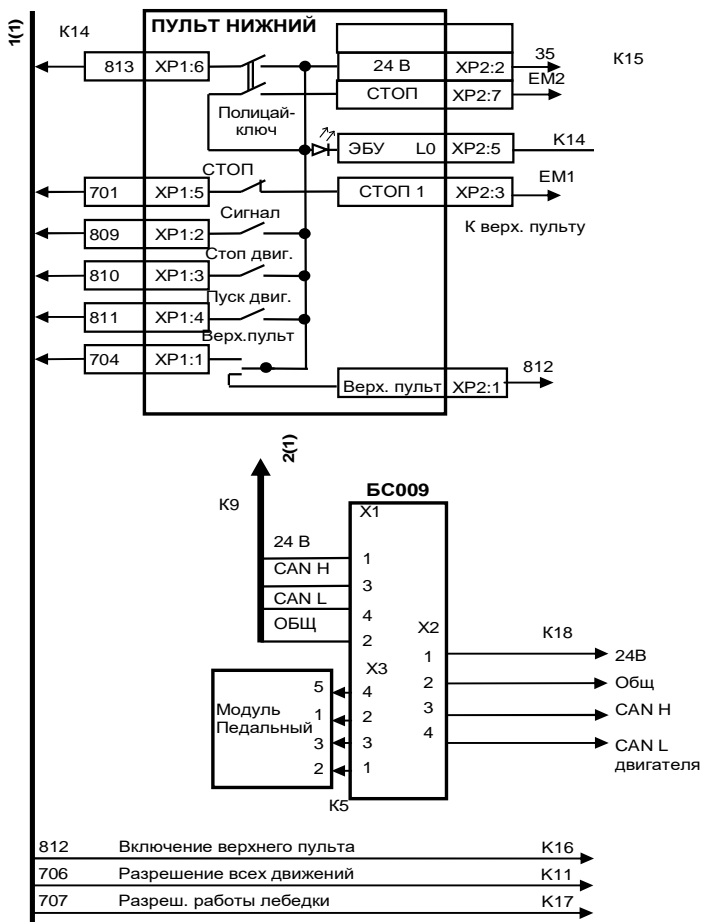 1(1)
К14
ПУЛЬТ НИЖНИЙ
813 XP1:6 24 В XP2:2 35 К15
СТОП XP2:7 ЕМ2
Полицай-
ключ
ЭБУ L0 XP2:5 К14
СТОП
701 XP1:5 СТОП 1 XP2:3 ЕМ1
Сигнал
К верх. пульту
809 XP1:2
Стоп двиг.
810 XP1:3
Пуск двиг.
811 XP1:4
Верх.пульт
704 XP1:1
Верх. пульт XP2:1 812
2(1)
К9
БС009
X1
24 В 1
CAN H 3
CAN L 4
ОБЩ 2
X2
К18
1 24В
2 Общ
3 CAN H
4 CAN L
двигателя
X3
Модуль
Педальный
5 4
1 2
3 3
2 1
К5
812 Включение верхнего пульта К16
706 Разрешение всех движений К11
707 Разреш. работы лебедки К17